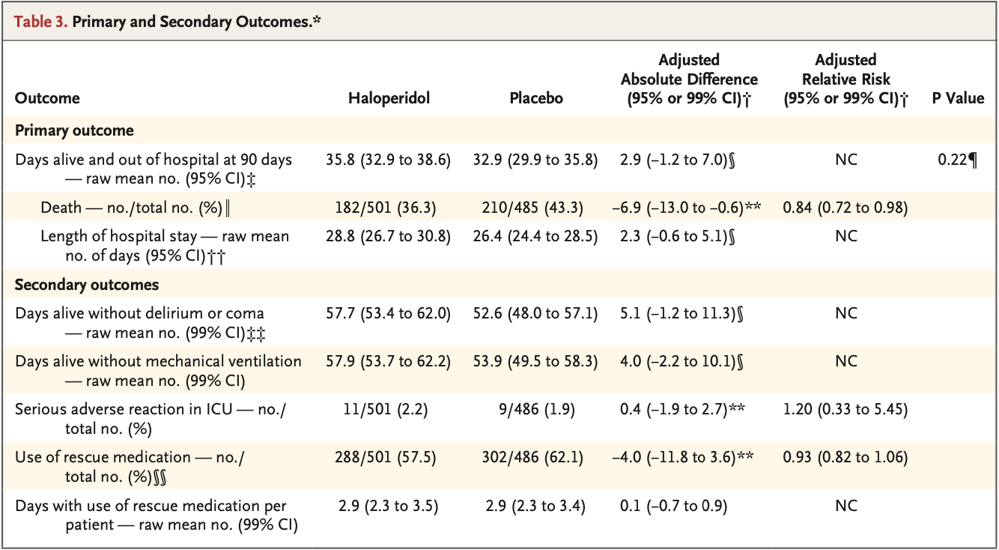 Table 3. Primary and Secondary Outcomes.*
Outcome Haloperidol Placebo Adjusted Absolute Difference (95% or 99% CI)† Adjusted Relative Risk (95% or 99% CI)† P Value
Primary outcome
Days alive and out of hospital at 90 days — raw mean no. (95% CI)‡ 35.8 (32.9 to 38.6) 32.9 (29.9 to 35.8) 2.9 (–1.2 to 7.0)§ NC 0.22¶
Death — no./total no. (%)‖ 182/501 (36.3) 210/485 (43.3) –6.9 (–13.0 to –0.6)** 0.84 (0.72 to 0.98)
Length of hospital stay — raw mean no. of days (95% CI)†† 28.8 (26.7 to 30.8) 26.4 (24.4 to 28.5) 2.3 (–0.6 to 5.1)§ NC
Secondary outcomes
Days alive without delirium or coma — raw mean no. (99% CI)‡‡ 57.7 (53.4 to 62.0) 52.6 (48.0 to 57.1) 5.1 (–1.2 to 11.3)§ NC
Days alive without mechanical ventilation — raw mean no. (99% CI) 57.9 (53.7 to 62.2) 53.9 (49.5 to 58.3) 4.0 (–2.2 to 10.1)§ NC
Serious adverse reaction in ICU — no./total no. (%) 11/501 (2.2) 9/486 (1.9) 0.4 (–1.9 to 2.7)** 1.20 (0.33 to 5.45)
Use of rescue medication — no./total no. (%)§§ 288/501 (57.5) 302/486 (62.1) –4.0 (–11.8 to 3.6)** 0.93 (0.82 to 1.06)
Days with use of rescue medication per patient — raw mean no. (99% CI) 2.9 (2.3 to 3.5) 2.9 (2.3 to 3.4) 0.1 (–0.7 to 0.9) NC